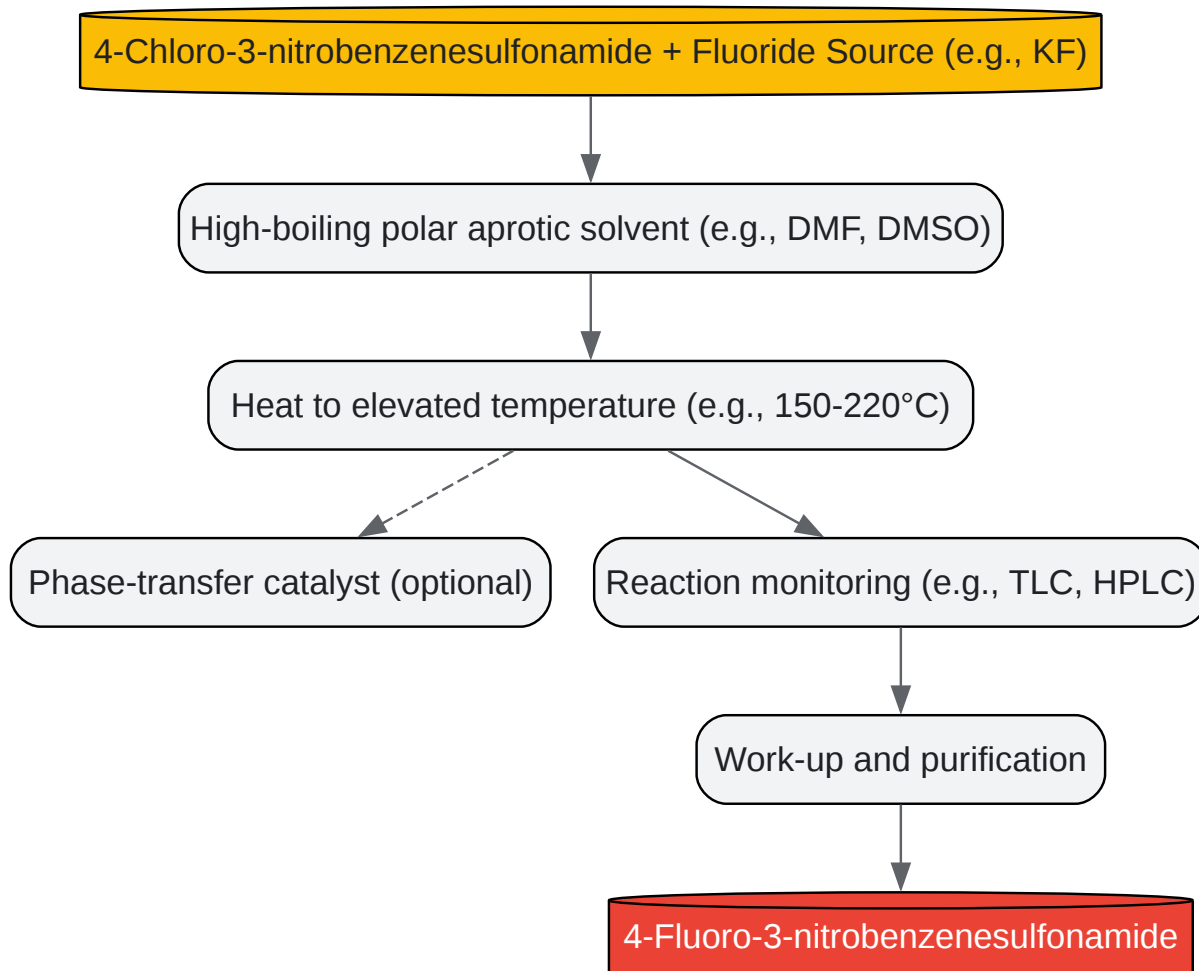 4-Chloro-3-nitrobenzenesulfonamide + Fluoride Source (e.g., KF)
High-boiling polar aprotic solvent (e.g., DMF, DMSO)
Heat to elevated temperature (e.g., 150-220°C)
Phase-transfer catalyst (optional)
Reaction monitoring (e.g., TLC, HPLC)
Work-up and purification
4-Fluoro-3-nitrobenzenesulfonamide